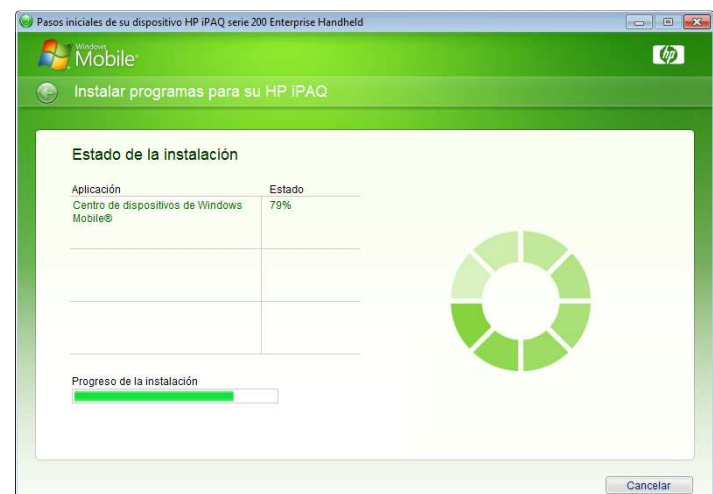 Pasos iniciales de su dispositivo HP iPAQ serie 200 Enterprise Handheld
Windows
Mobile®
hp
Instalar programas para su HP iPAQ
Estado de la instalación
Aplicación Estado
Centro de dispositivos de Windows 79%
Mobile®
Progreso de la instalación
Cancelar